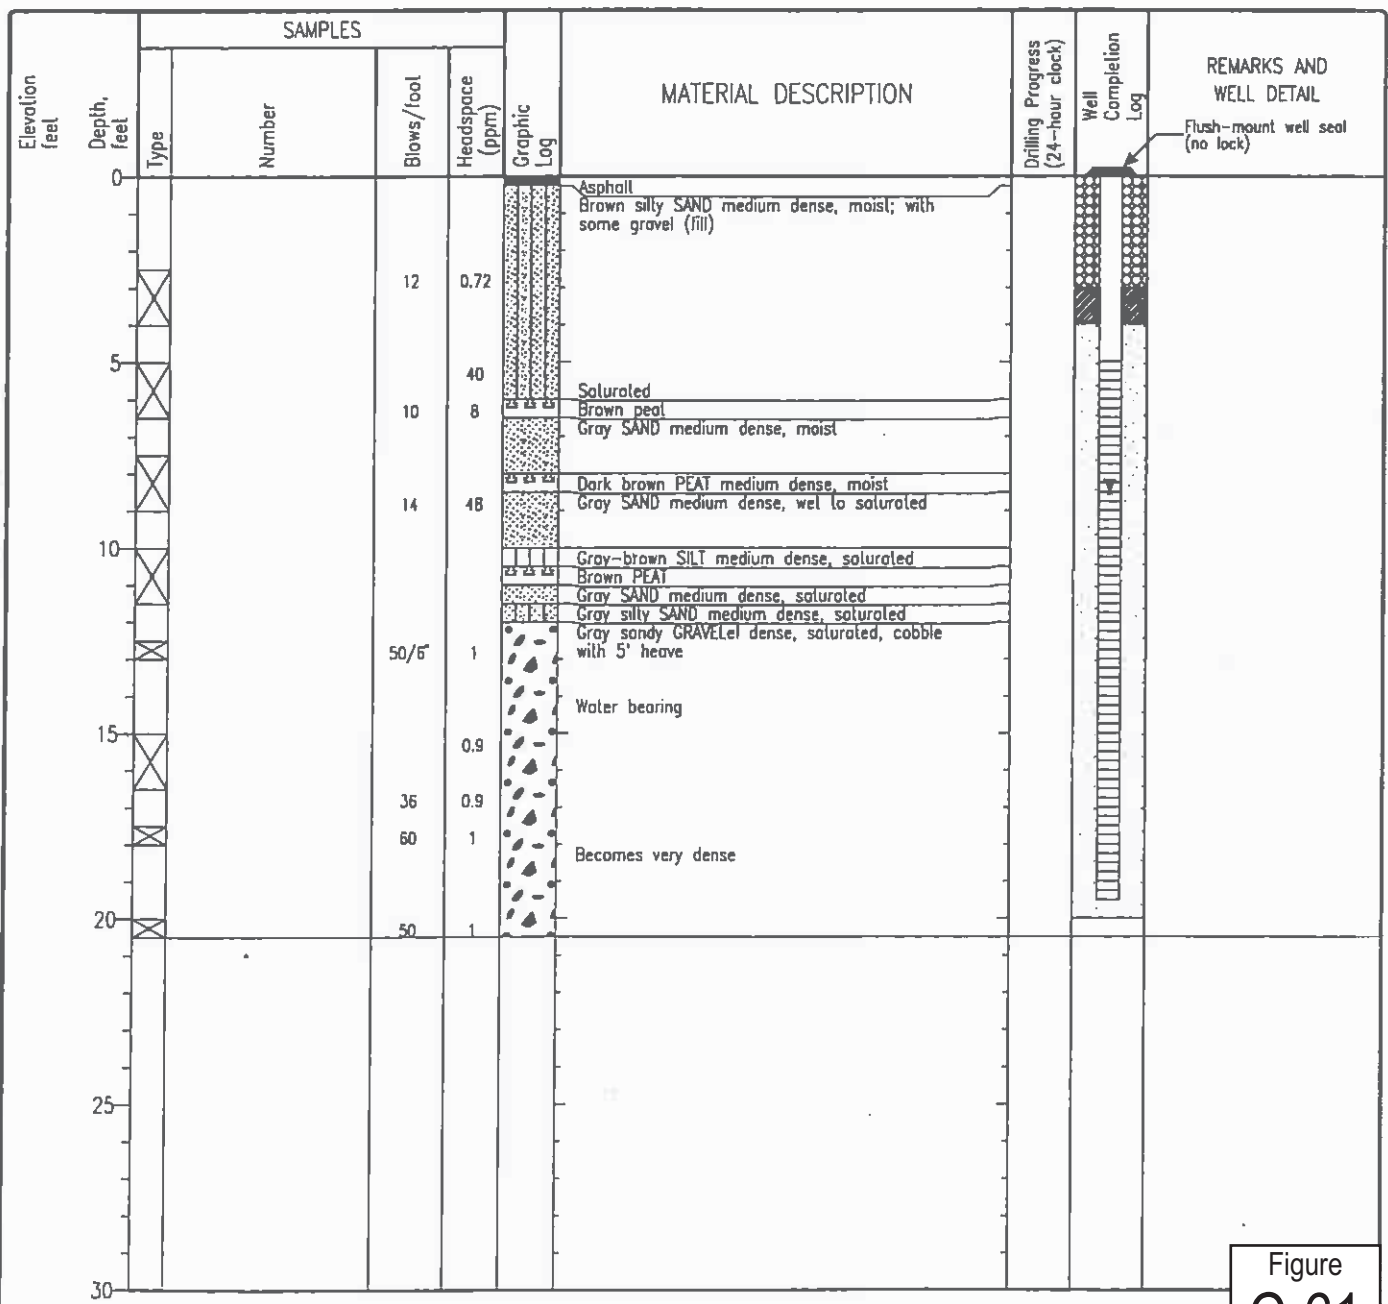 SAMPLES
Elevation
feet
Depth,
feet
Type
Number
Blows/foot
Headspace
(ppm)
Graphic
Log
MATERIAL DESCRIPTION
Drilling Progress
(24-hour clock)
Well
Completion
Log
REMARKS AND
WELL DETAIL
Flush-mount well seal
(no lock)
0
Asphalt
Brown silty SAND medium dense, moist; with
some gravel (fill)
12 0.72
5
40
Saturated
10 8 Brown peat
Gray SAND medium dense, moist
Dark brown PEAT medium dense, moist
14 48 Gray SAND medium dense, wet to saturated
10
Gray-brown SILT medium dense, saturated
Brown PEAT
Gray SAND medium dense, saturated
Gray silty SAND medium dense, saturated
Gray sandy GRAVELel dense, saturated, cobble
50/6" 1 with 5' heave
Water bearing
15
0.9
36 0.9
60 1
Becomes very dense
20
50 1
25
30
Figure